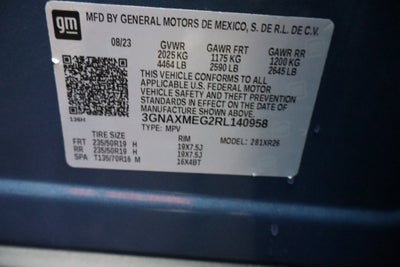 gm
MFD BY GENERAL MOTORS DE MEXICO, S. DE R.L. DE C.V.
08/23 GVWR GAWR FRT GAWR RR
2025 KG 1175 KG 1200 KG
4464 LB 2590 LB 2645 LB
THIS VEHICLE CONFORMS TO ALL
APPLICABLE U.S. FEDERAL MOTOR
VEHICLE SAFETY AND THEFT PREVENTION
STANDARDS IN EFFECT ON THE DATE OF
MANUFACTURE SHOWN ABOVE.
136H 3GNAXMEG2RL140958
TYPE: MPV MODEL: 281XR26
TIRE SIZE RIM
FRT 235/50R19 H 19X7.5J
RR 235/50R19 H 19X7.5J
SPA T135/70R16 M 16X4BT